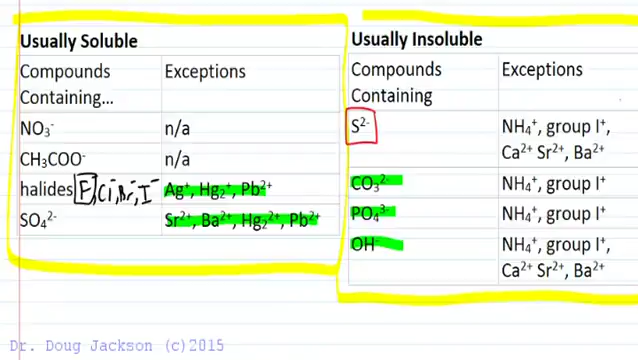 Usually Soluble
Compounds Containing... Exceptions
NO₃⁻ n/a
CH₃COO⁻ n/a
halides F⁻, Cl⁻, Br⁻, I⁻ Ag⁺, Hg₂⁺, Pb²⁺
SO₄²⁻ Sr²⁺, Ba²⁺, Hg₂²⁺, Pb²⁺
Usually Insoluble
Compounds Containing Exceptions
S²⁻ NH₄⁺, group I⁺,
Ca²⁺ Sr²⁺, Ba²⁺
CO₃²⁻ NH₄⁺, group I⁺
PO₄³⁻ NH₄⁺, group I⁺
OH⁻ NH₄⁺, group I⁺,
Ca²⁺ Sr²⁺, Ba²⁺
Dr. Doug Jackson (c)2015